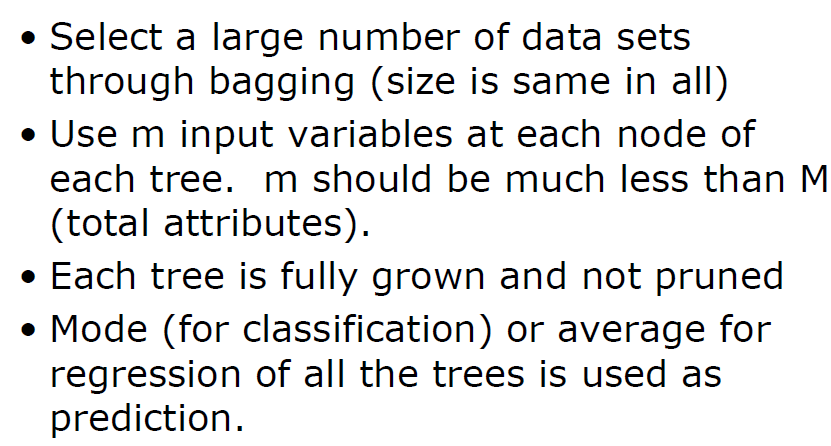 • Select a large number of data sets
through bagging (size is same in all)
• Use m input variables at each node of
each tree.  m should be much less than M
(total attributes).
• Each tree is fully grown and not pruned
• Mode (for classification) or average for
regression of all the trees is used as
prediction.